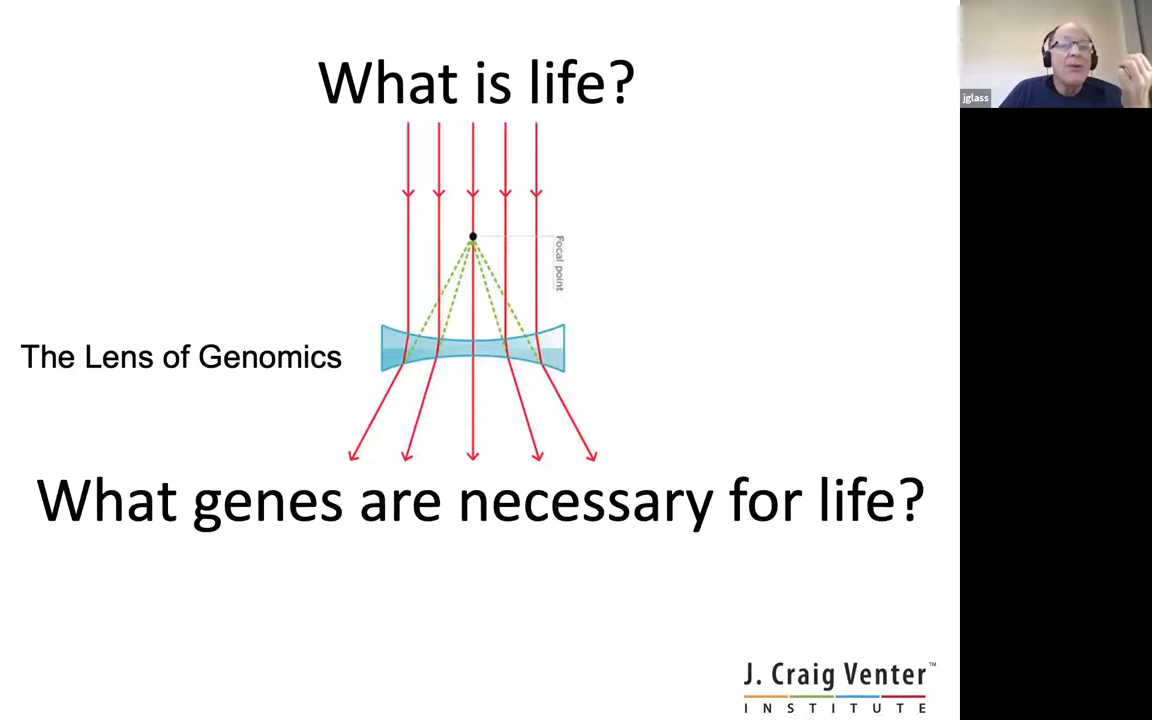 What is life?
jglass
Focal point
The Lens of Genomics
What genes are necessary for life?
J. Craig Venter™
INSTITUTE